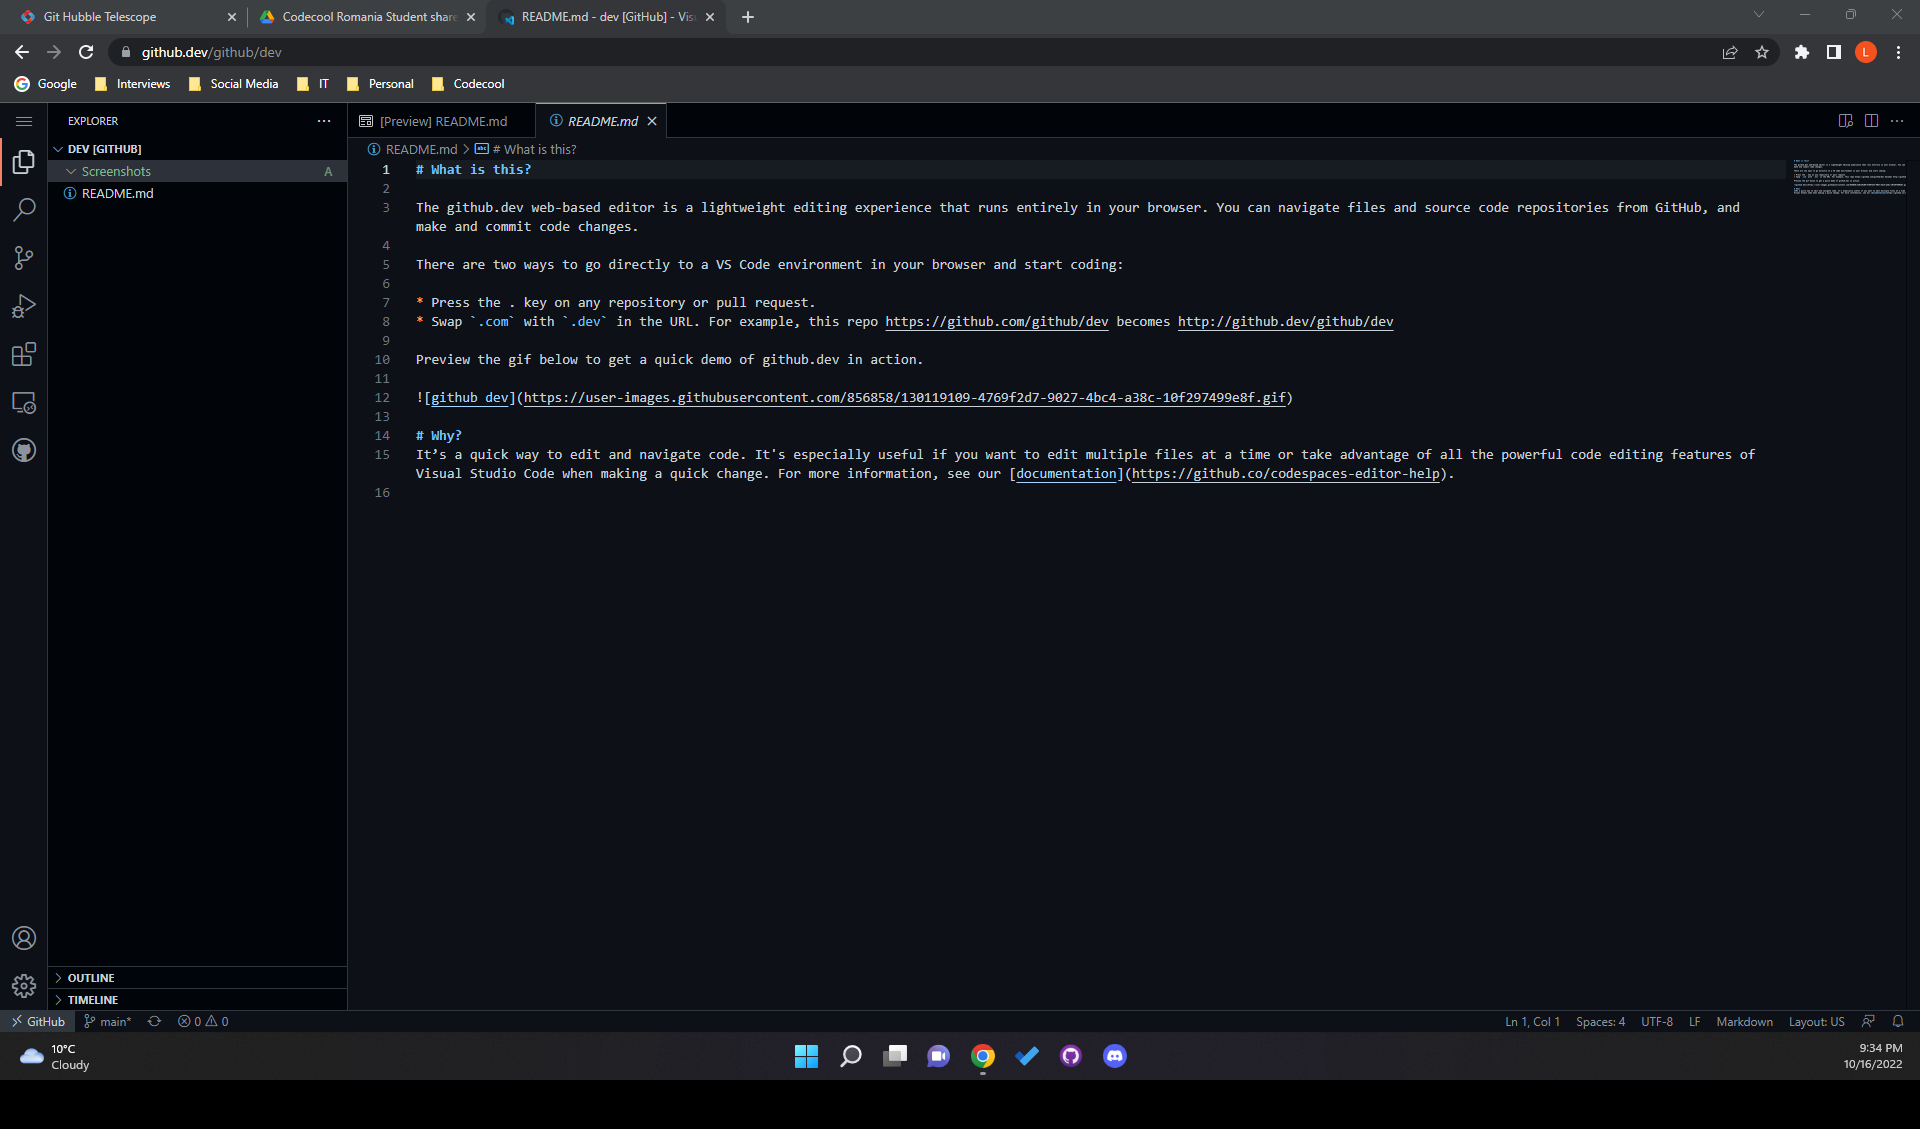 Git Hubble Telescope
Codecool Romania Student share
README.md - dev [GitHub] - Vis
github.dev/github/dev
L
Google
Interviews
Social Media
IT
Personal
Codecool
EXPLORER
DEV [GITHUB]
Screenshots A
README.md
OUTLINE
TIMELINE
[Preview] README.md
README.md
README.md > # What is this?
1 # What is this?
2
3 The github.dev web-based editor is a lightweight editing experience that runs entirely in your browser. You can navigate files and source code repositories from GitHub, and
make and commit code changes.
4
5 There are two ways to go directly to a VS Code environment in your browser and start coding:
6
7 * Press the . key on any repository or pull request.
8 * Swap `.com` with `.dev` in the URL. For example, this repo https://github.com/github/dev becomes http://github.dev/github/dev
9
10 Preview the gif below to get a quick demo of github.dev in action.
11
12 ![github dev](https://user-images.githubusercontent.com/856858/130119109-4769f2d7-9027-4bc4-a38c-10f297499e8f.gif)
13
14 # Why?
15 It’s a quick way to edit and navigate code. It's especially useful if you want to edit multiple files at a time or take advantage of all the powerful code editing features of
Visual Studio Code when making a quick change. For more information, see our [documentation](https://github.co/codespaces-editor-help).
16
GitHub
main*
0 0
Ln 1, Col 1
Spaces: 4
UTF-8
LF
Markdown
Layout: US
10°C
Cloudy
9:34 PM
10/16/2022